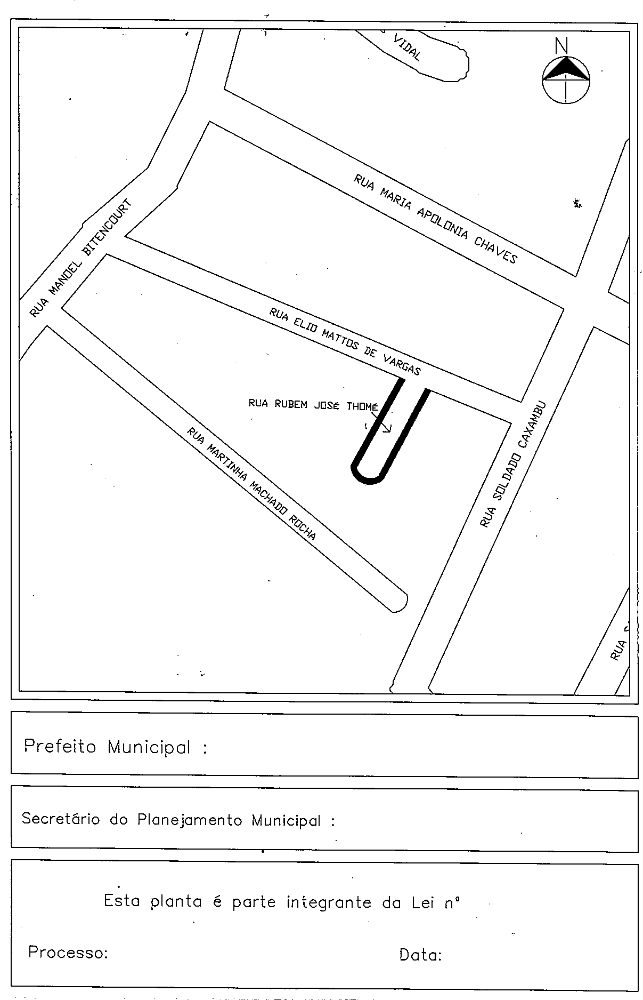 VIDAL
N
RUA MARIA APOLONIA CHAVES
RUA MANOEL BITENCOURT
RUA ELIO MATTOS DE VARGAS
RUA RUBEM JOSÉ THOMÉ
RUA MARTINHA MACHADO ROCHA
RUA SOLDADO CAXAMBU
RUA
Prefeito Municipal :
Secretário do Planejamento Municipal :
Esta planta é parte integrante da Lei nº
Processo:
Data: